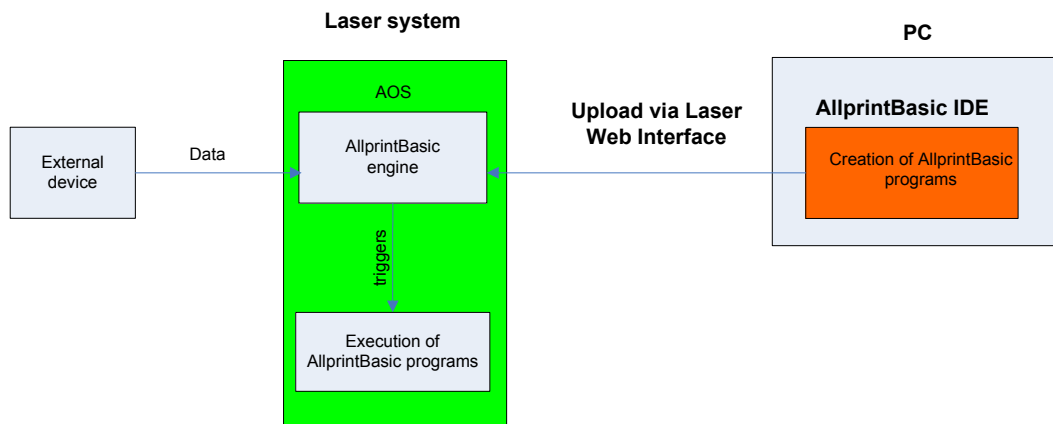 Laser system
PC
AOS
AllprintBasic
engine
External
device
Data
Upload via Laser
Web Interface
AllprintBasic IDE
Creation of AllprintBasic
programs
triggers
Execution of
AllprintBasic programs